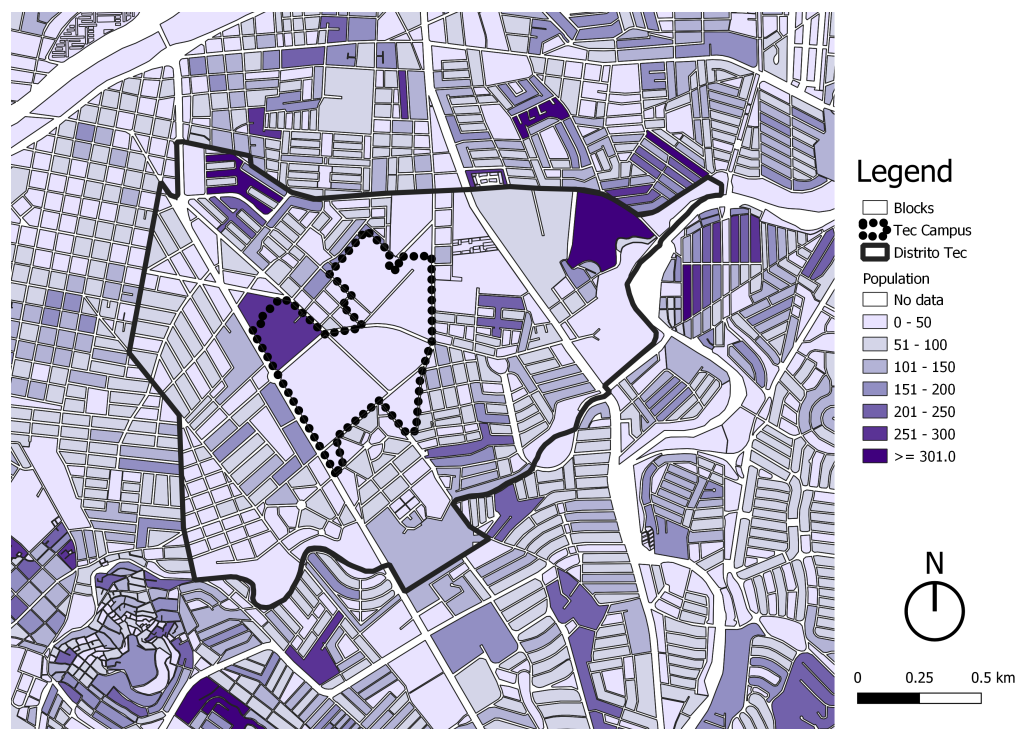 Legend
Blocks
Tec Campus
Distrito Tec
Population
No data
0 - 50
51 - 100
101 - 150
151 - 200
201 - 250
251 - 300
>= 301.0
N
0 0.25 0.5 km